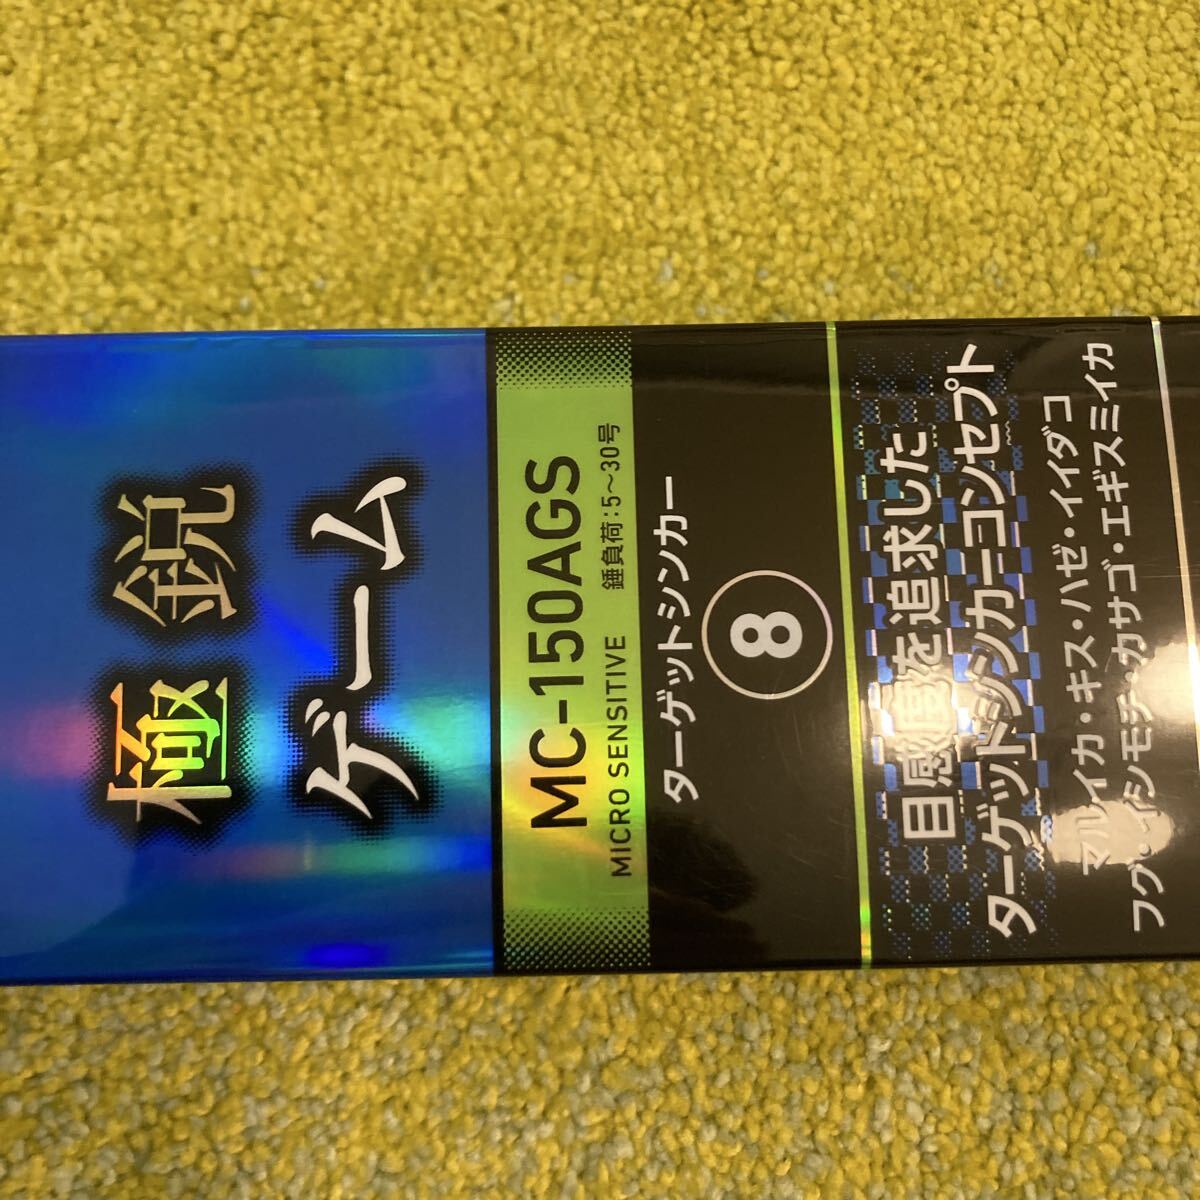 極鋭
ゲーム
MC-150AGS
MICRO SENSITIVE 錘負荷:5〜30号
ターゲットシンカー
8
目感度を追求した
ターゲットシンカーコンセプト
マルイカ・キス・ハゼ・イイダコ
フグ・イシモチ・カサゴ・エギスミイカ